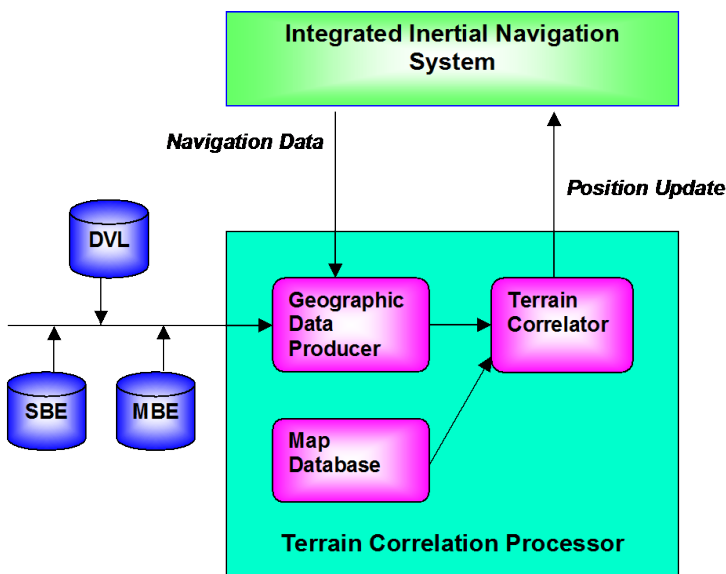 Integrated Inertial Navigation
System
Navigation Data
Position Update
DVL
SBE
MBE
Geographic
Data
Producer
Terrain
Correlator
Map
Database
Terrain Correlation Processor